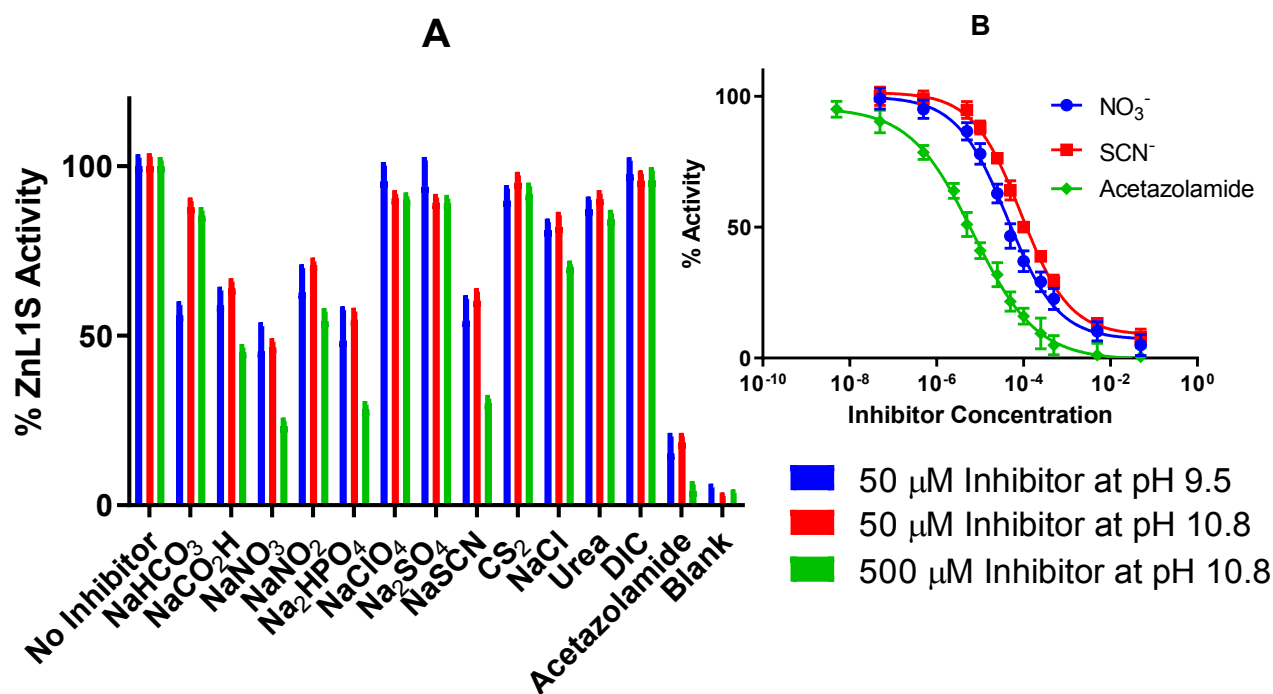 A
% ZnL1S Activity
100
50
0
No Inhibitor
NaHCO₃
NaCO₂H
NaNO₃
NaNO₂
Na₂HPO₄
NaClO₄
Na₂SO₄
NaSCN
CS₂
NaCl
Urea
DIC
Acetazolamide
Blank
B
% Activity
100
50
0
10⁻¹⁰
10⁻⁸
10⁻⁶
10⁻⁴
10⁻²
10⁰
Inhibitor Concentration
NO₃⁻
SCN⁻
Acetazolamide
50 μM Inhibitor at pH 9.5
50 μM Inhibitor at pH 10.8
500 μM Inhibitor at pH 10.8